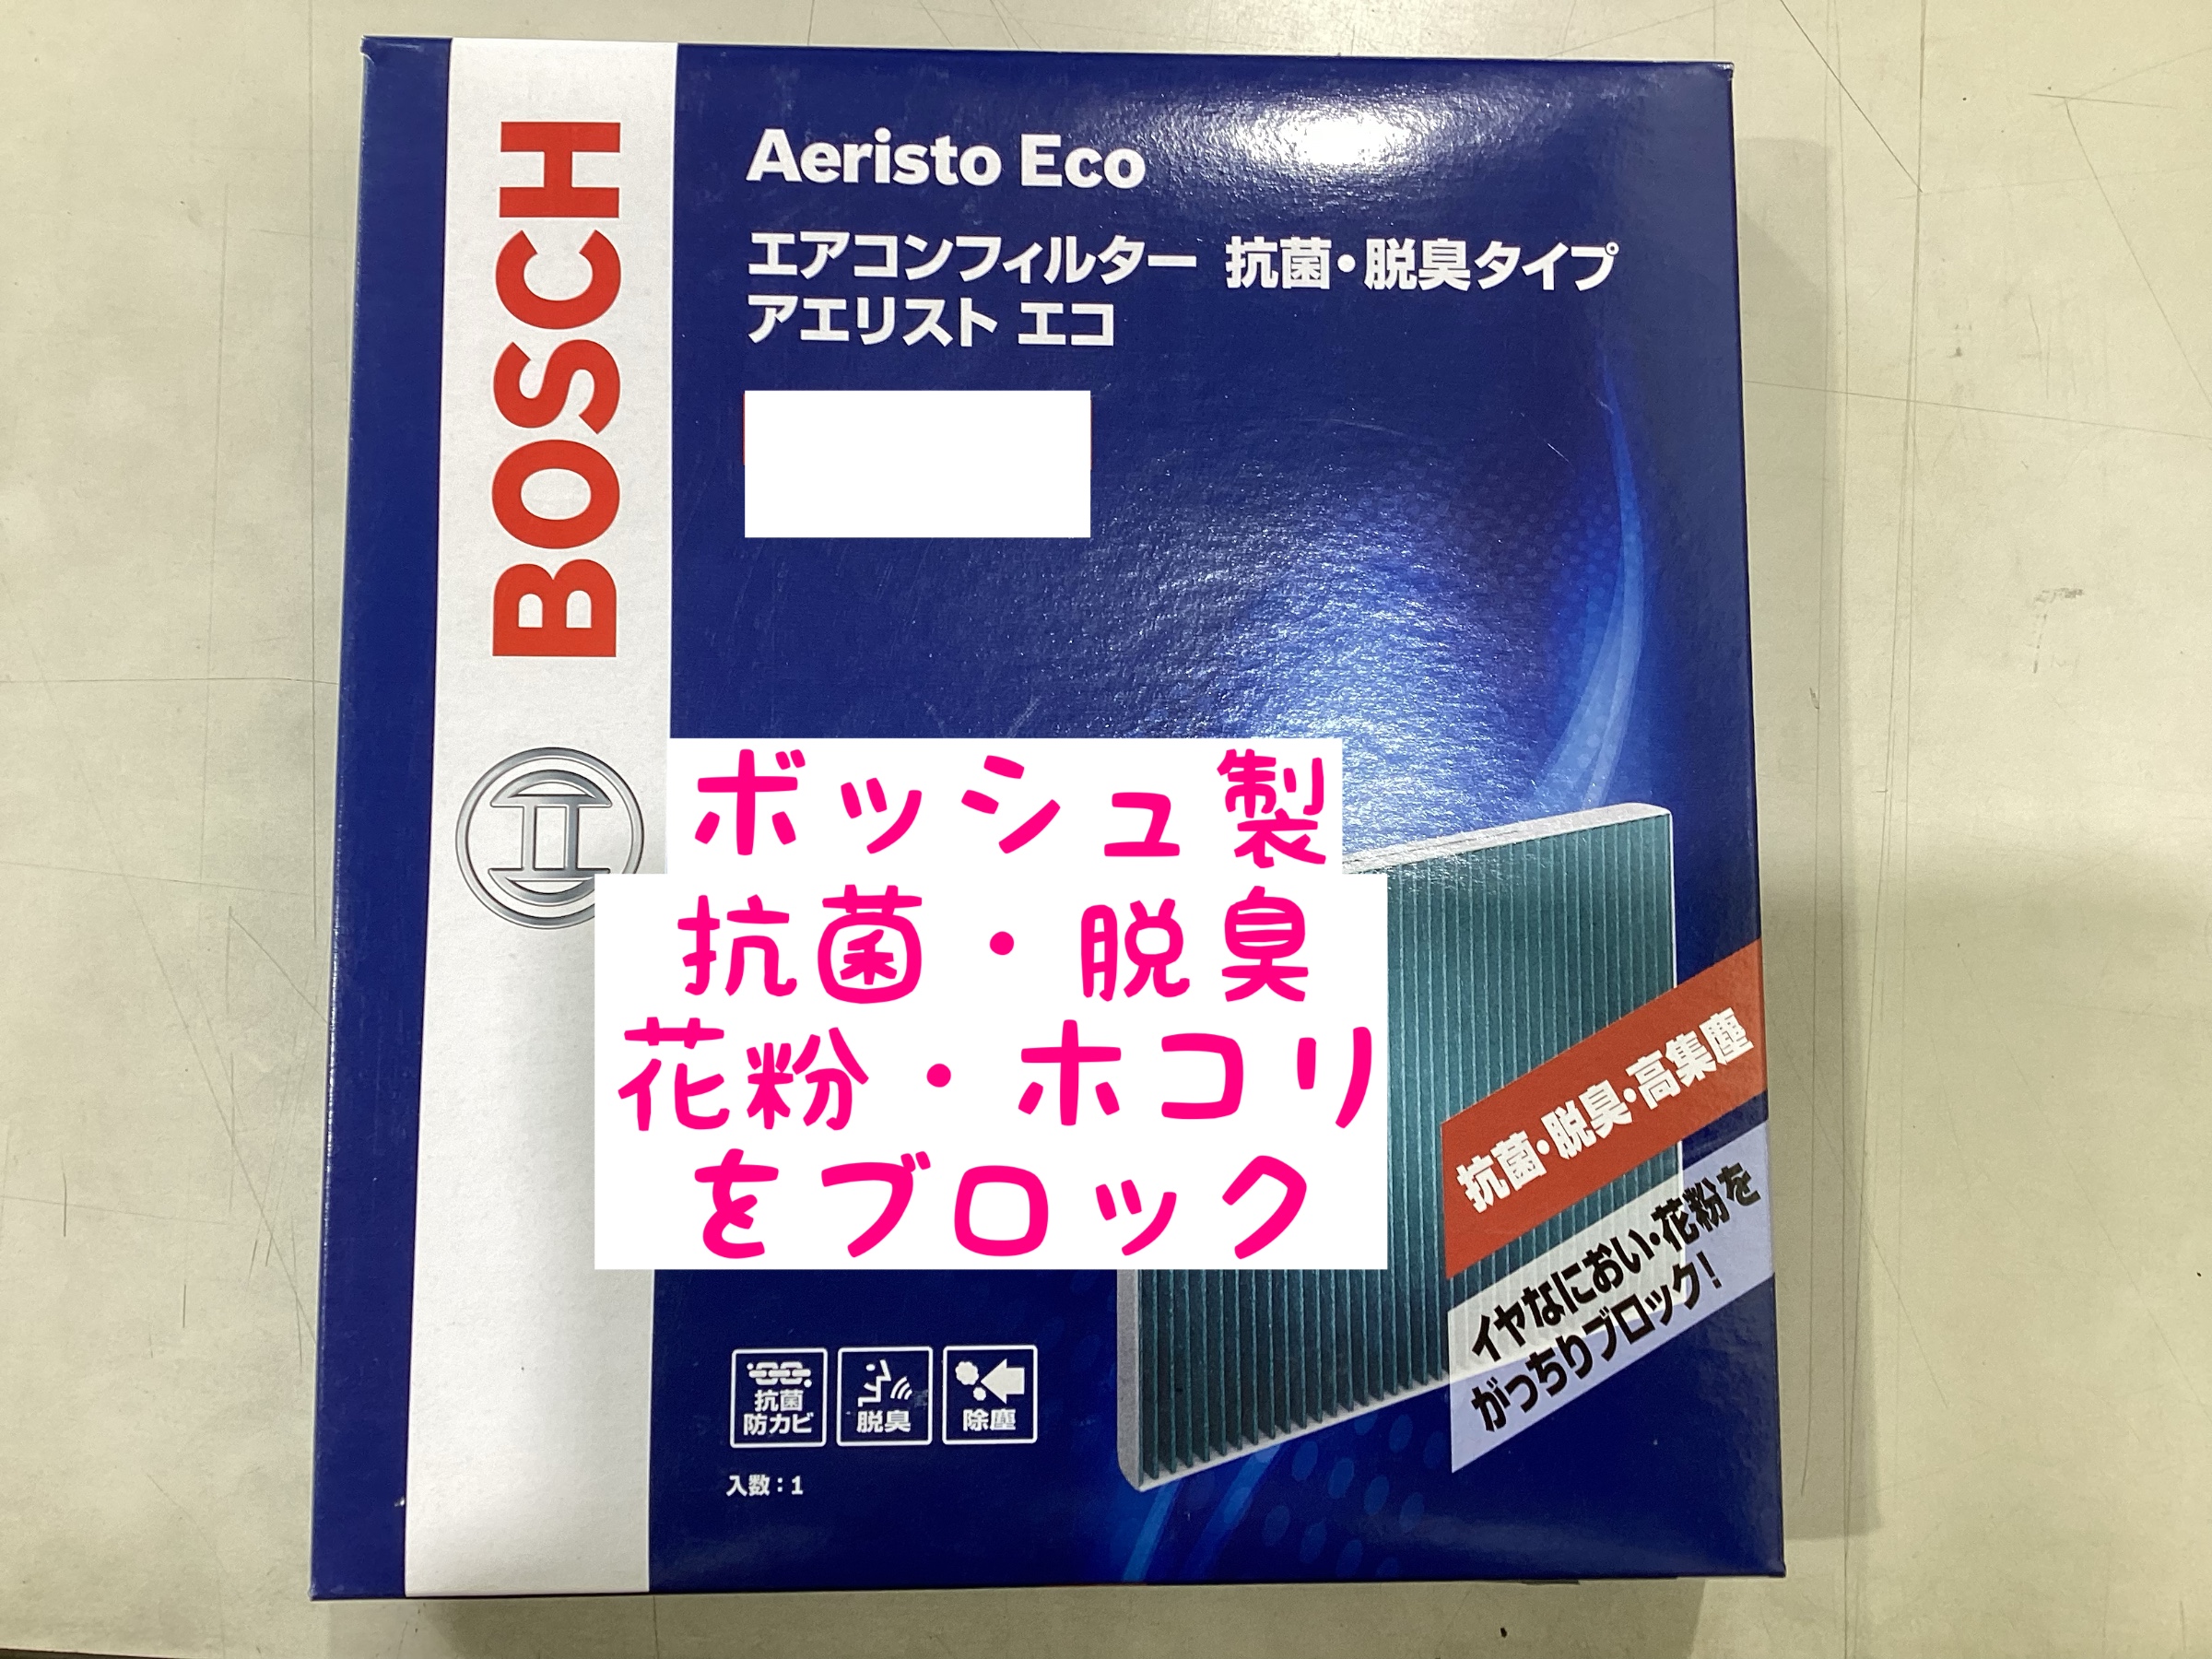 BOSCH
Aeristo Eco
エアコンフィルター 抗菌・脱臭タイプ
アエリスト エコ
ボッシュ製
抗菌・脱臭
花粉・ホコリ
をブロック
抗菌・脱臭・高集塵
イヤなにおい・花粉を
がっちりブロック!
抗菌
防カビ
脱臭
除塵
入数:1